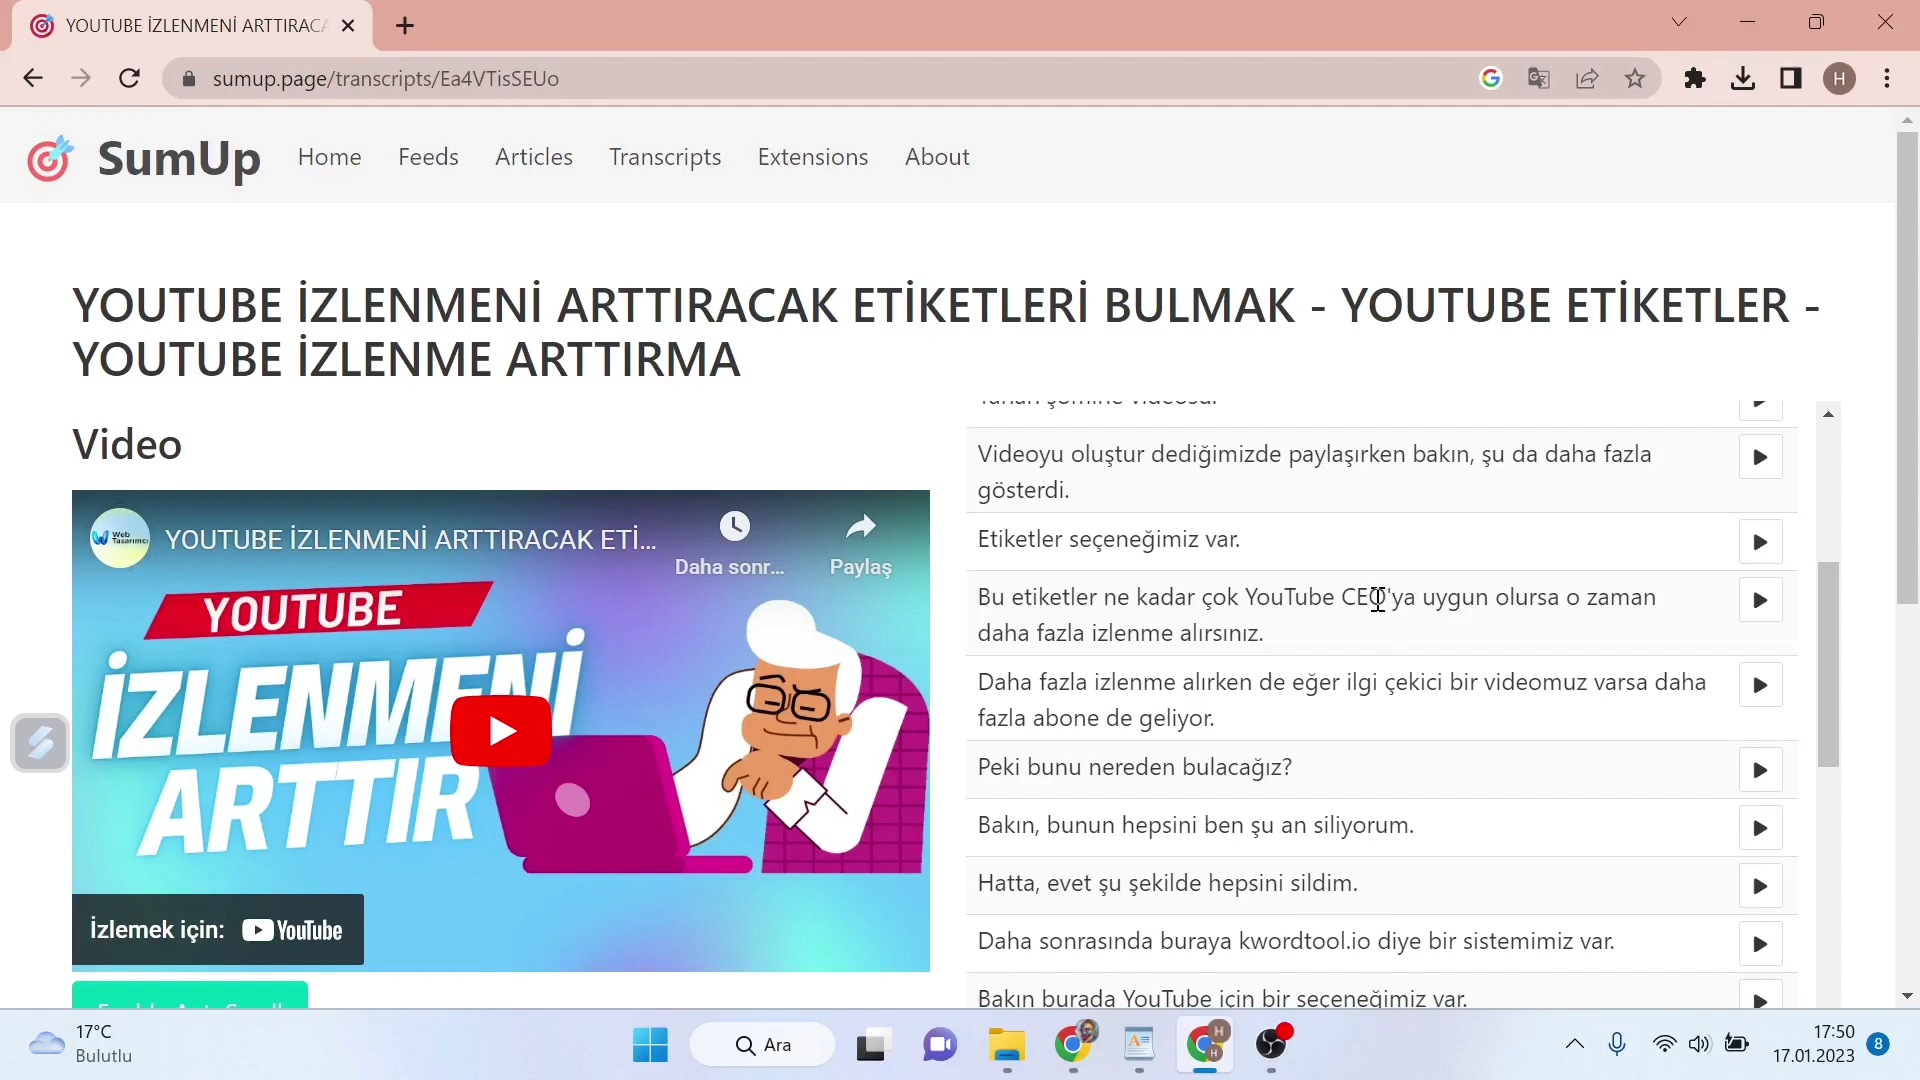 YOUTUBE İZLENMENİ ARTTIRACA
sumup.page/transcripts/Ea4VTisSEUo
H
SumUp
Home
Feeds
Articles
Transcripts
Extensions
About
YOUTUBE İZLENMENİ ARTTIRACAK ETİKETLERİ BULMAK - YOUTUBE ETİKETLER -
YOUTUBE İZLENME ARTTIRMA
Video
Web
Tasarımcı
YOUTUBE İZLENMENİ ARTTIRACAK ETİ...
Daha sonr...
Paylaş
YOUTUBE
İZLENMENİ
ARTTIR
İzlemek için:
YouTube
Videoyu oluştur dediğimizde paylaşırken bakın, şu da daha fazla
gösterdi.
Etiketler seçeneğimiz var.
Bu etiketler ne kadar çok YouTube CEO'ya uygun olursa o zaman
daha fazla izlenme alırsınız.
Daha fazla izlenme alırken de eğer ilgi çekici bir videomuz varsa daha
fazla abone de geliyor.
Peki bunu nereden bulacağız?
Bakın, bunun hepsini ben şu an siliyorum.
Hatta, evet şu şekilde hepsini sildim.
Daha sonrasında buraya kwordtool.io diye bir sistemimiz var.
Bakın burada YouTube için bir seçeneğimiz var.
17°C
Bulutlu
Ara
H
H
17:50
17.01.2023
8